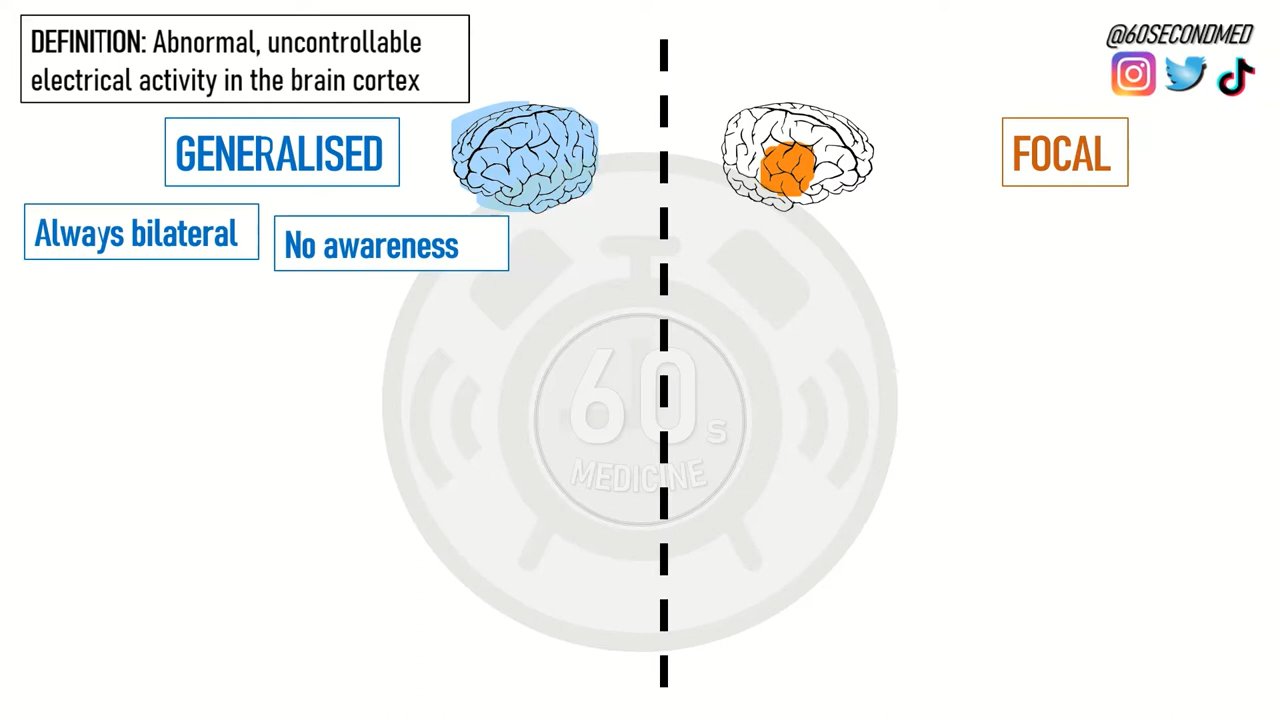 DEFINITION: Abnormal, uncontrollable
electrical activity in the brain cortex
@60SECONDMED
GENERALISED
FOCAL
Always bilateral
No awareness
60s
MEDICINE